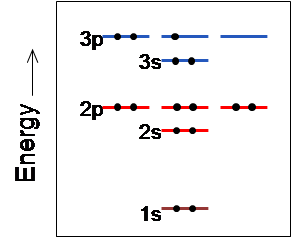 3p
3s
2p
2s
1s
Energy →